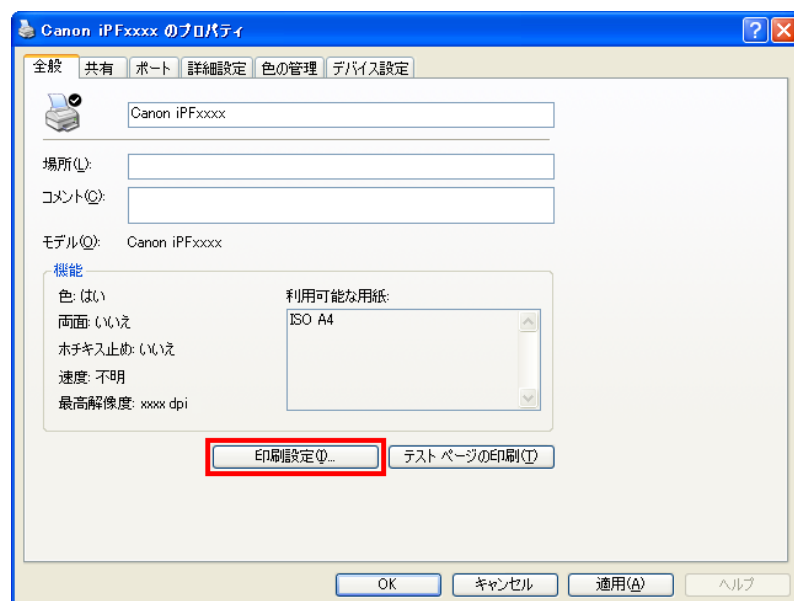 Canon iPFxxxx のプロパティ
全般 共有 ポート 詳細設定 色の管理 デバイス設定
Canon iPFxxxx
場所(L):
コメント(C):
モデル(O): Canon iPFxxxx
機能
色: はい
両面: いいえ
ホチキス止め: いいえ
速度: 不明
最高解像度: xxxx dpi
利用可能な用紙:
ISO A4
印刷設定(I)... テスト ページの印刷(T)
OK キャンセル 適用(A) ヘルプ